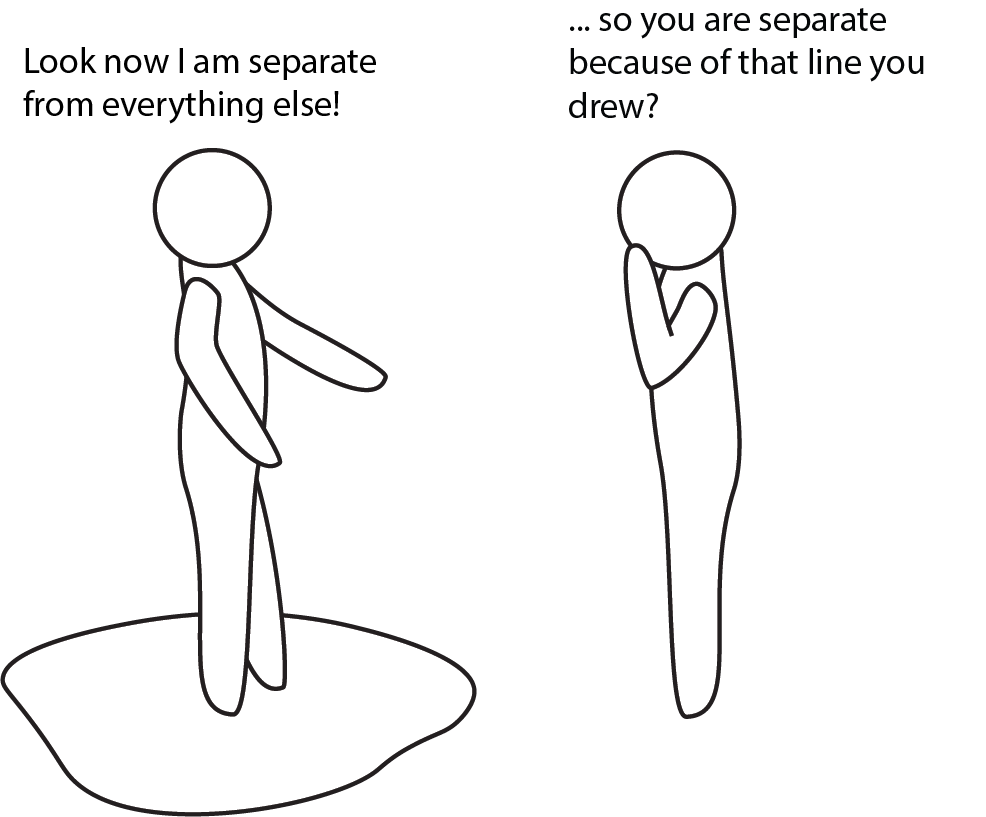 Look now I am separate
from everything else!
... so you are separate
because of that line you
drew?